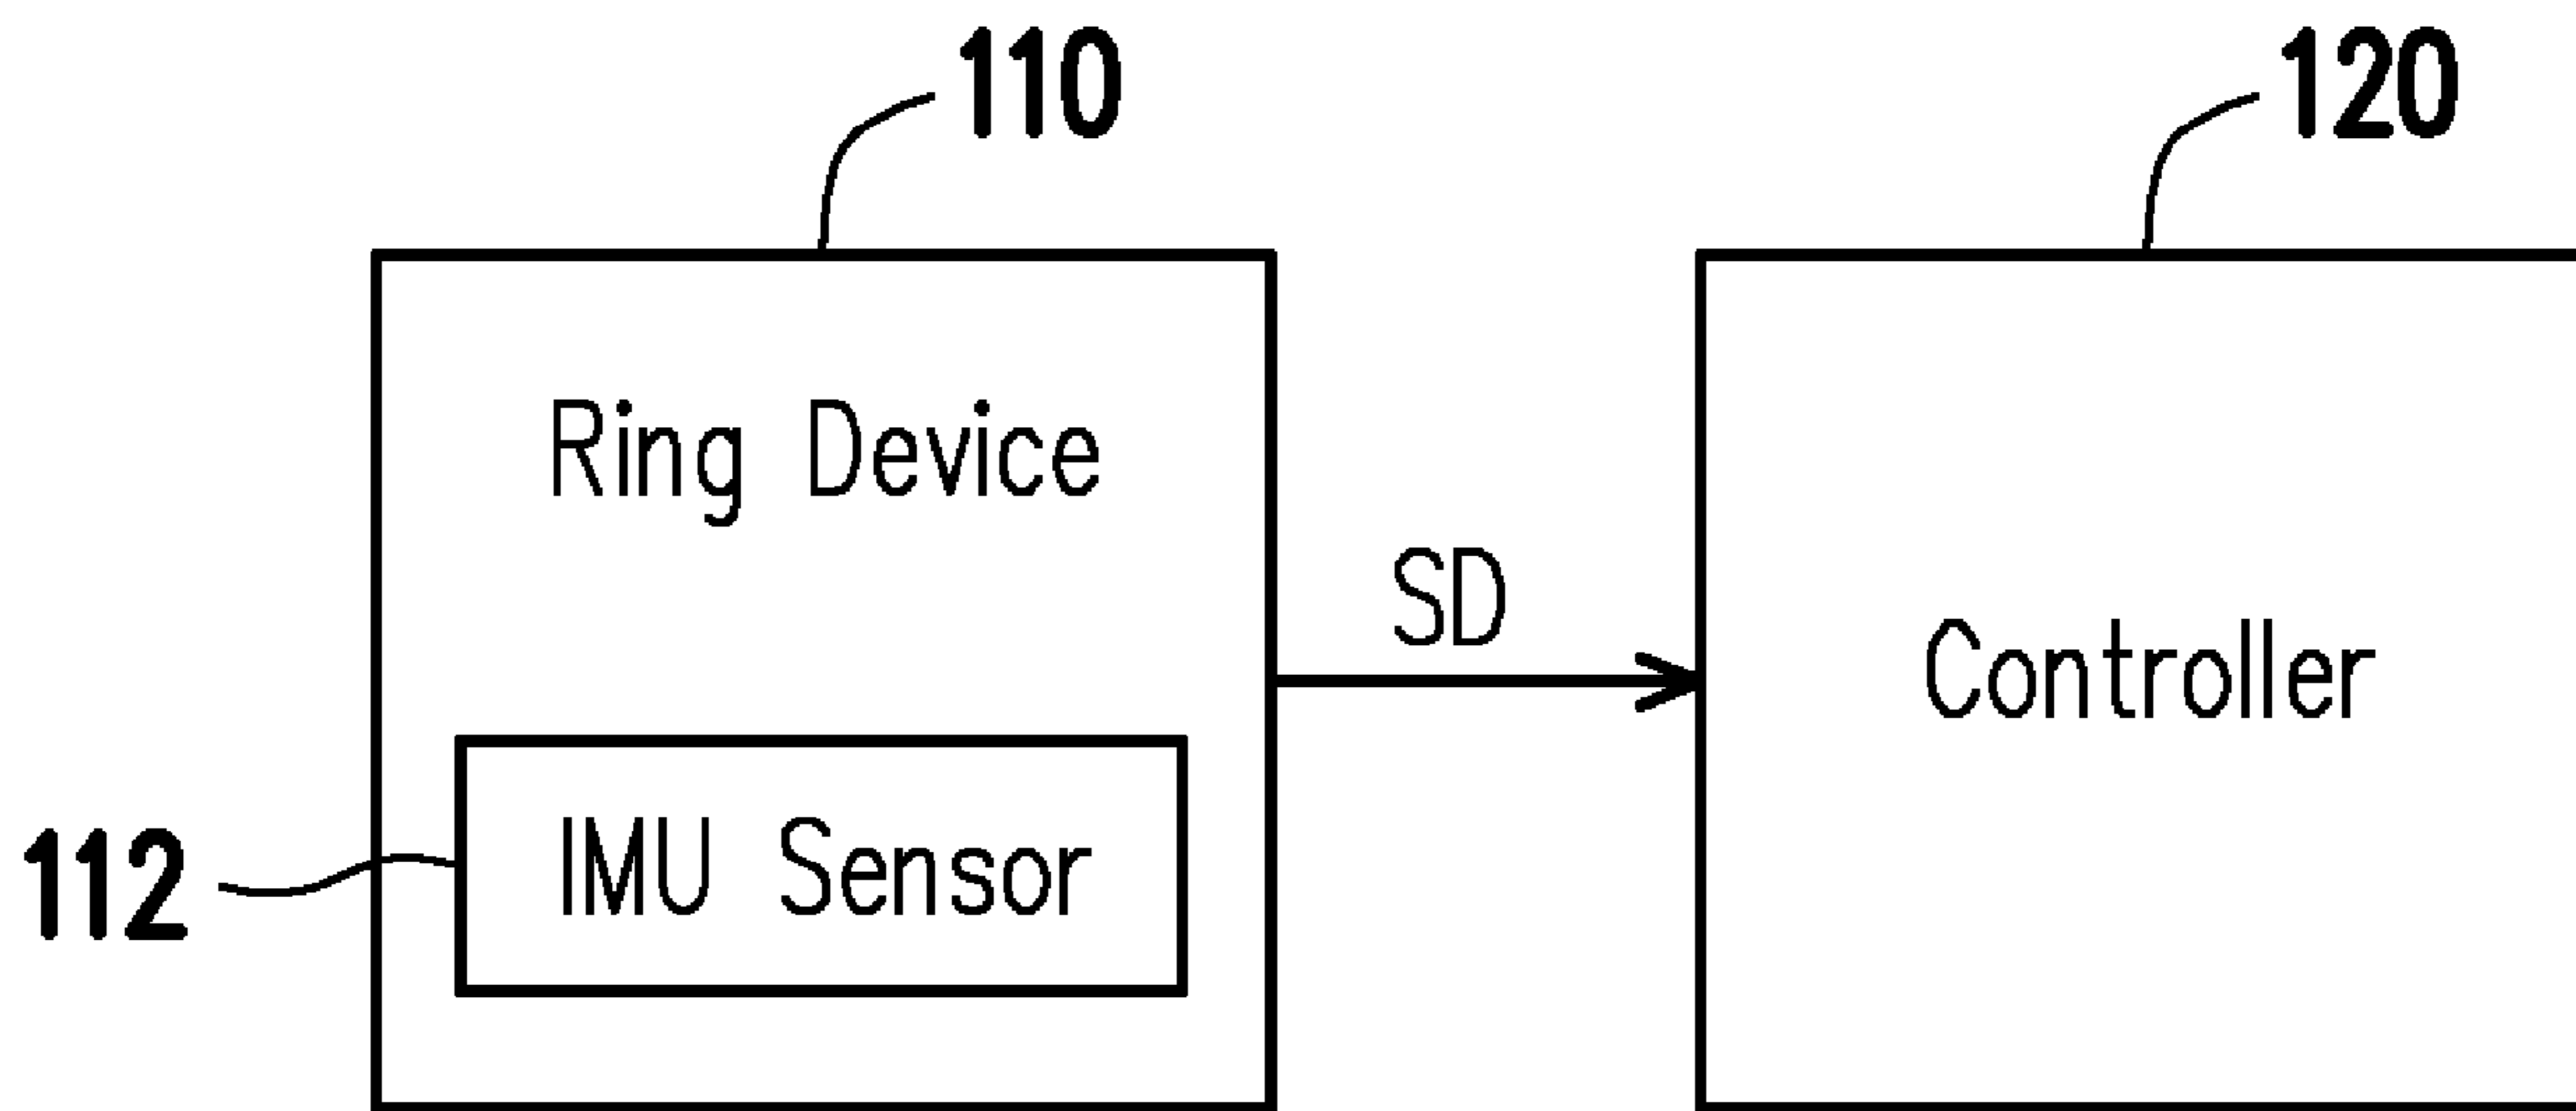 110
120
Ring Device
SD
Controller
IMU Sensor
112